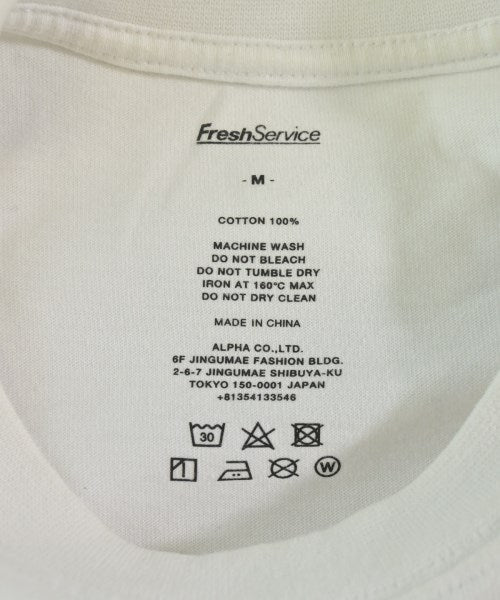 FreshService
- M -
COTTON 100%
MACHINE WASH
DO NOT BLEACH
DO NOT TUMBLE DRY
IRON AT 160°C MAX
DO NOT DRY CLEAN
MADE IN CHINA
ALPHA CO.,LTD.
6F JINGUMAE FASHION BLDG.
2-6-7 JINGUMAE SHIBUYA-KU
TOKYO 150-0001 JAPAN
+81354133546
30
W